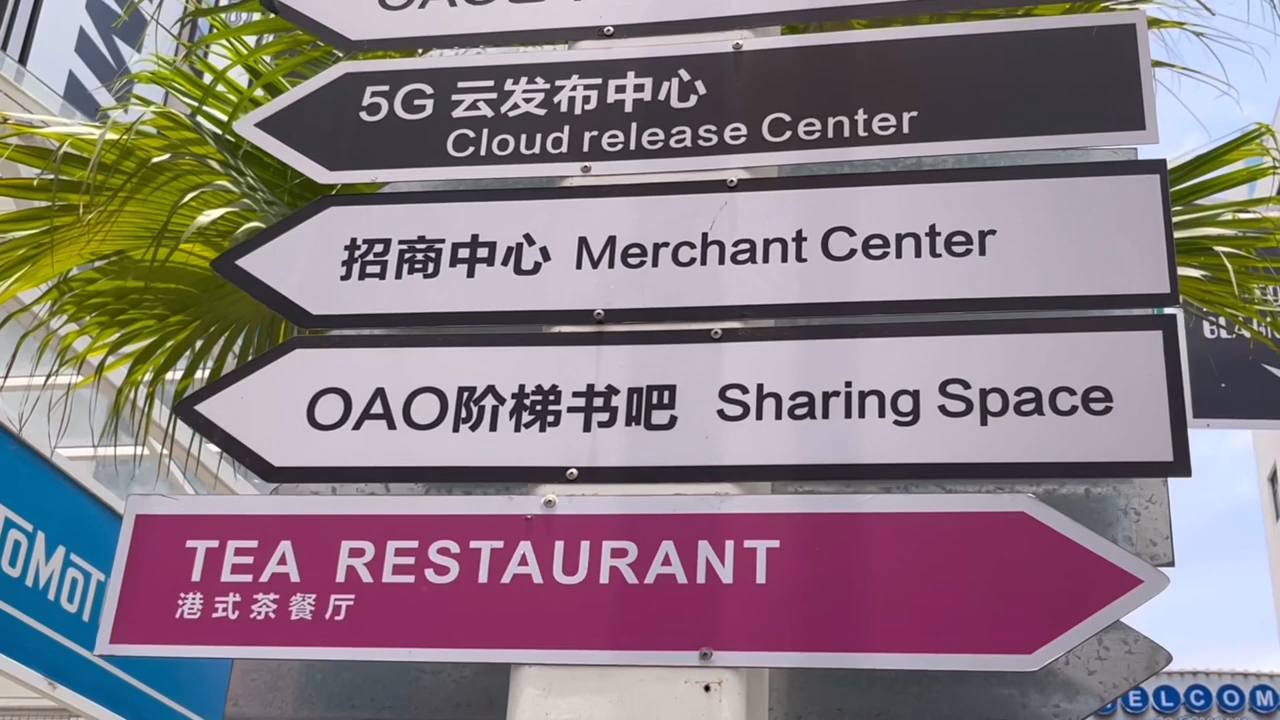 5G 云发布中心
Cloud release Center
招商中心 Merchant Center
OAO阶梯书吧 Sharing Space
TEA RESTAURANT
港式茶餐厅
ELCOM